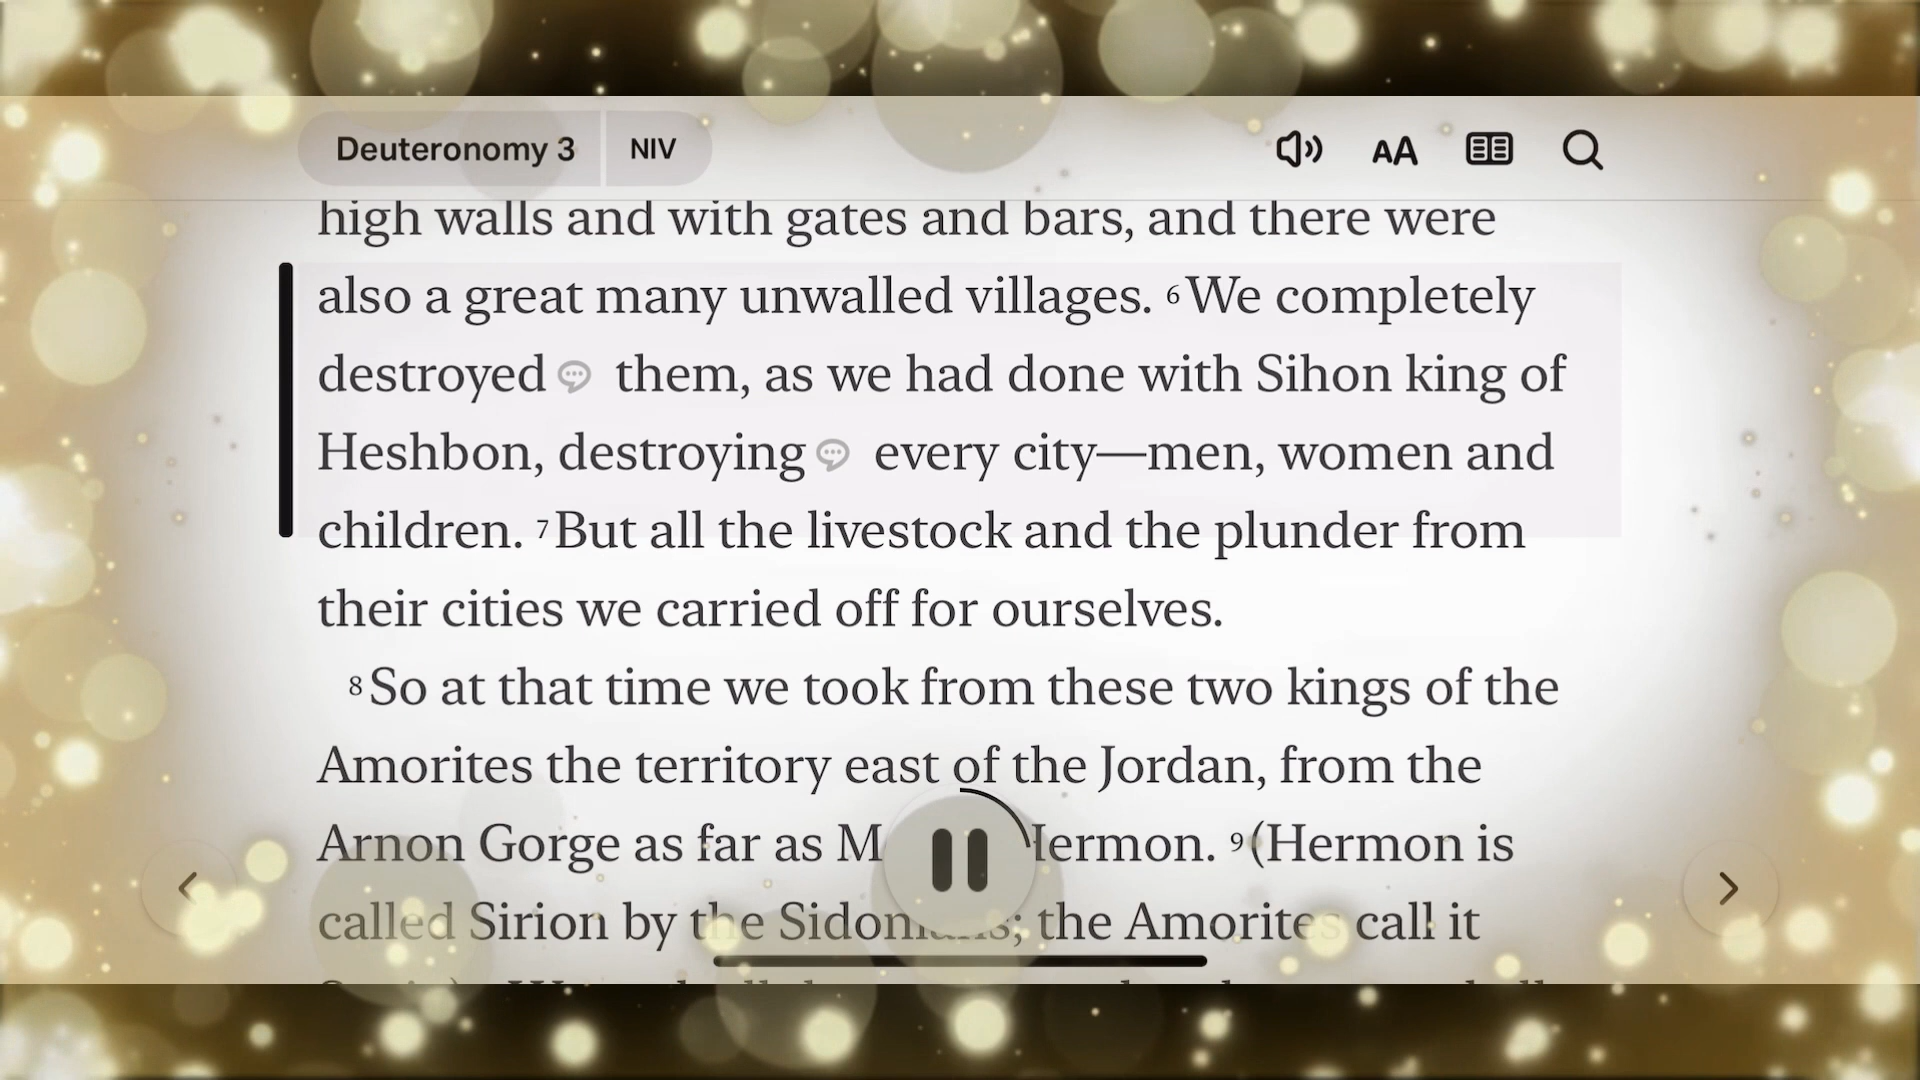 Deuteronomy 3 NIV AA
high walls and with gates and bars, and there were
also a great many unwalled villages. 6 We completely
destroyed them, as we had done with Sihon king of
Heshbon, destroying every city—men, women and
children. 7 But all the livestock and the plunder from
their cities we carried off for ourselves.
8 So at that time we took from these two kings of the
Amorites the territory east of the Jordan, from the
Arnon Gorge as far as M Hermon. 9 (Hermon is
called Sirion by the Sidonians; the Amorites call it